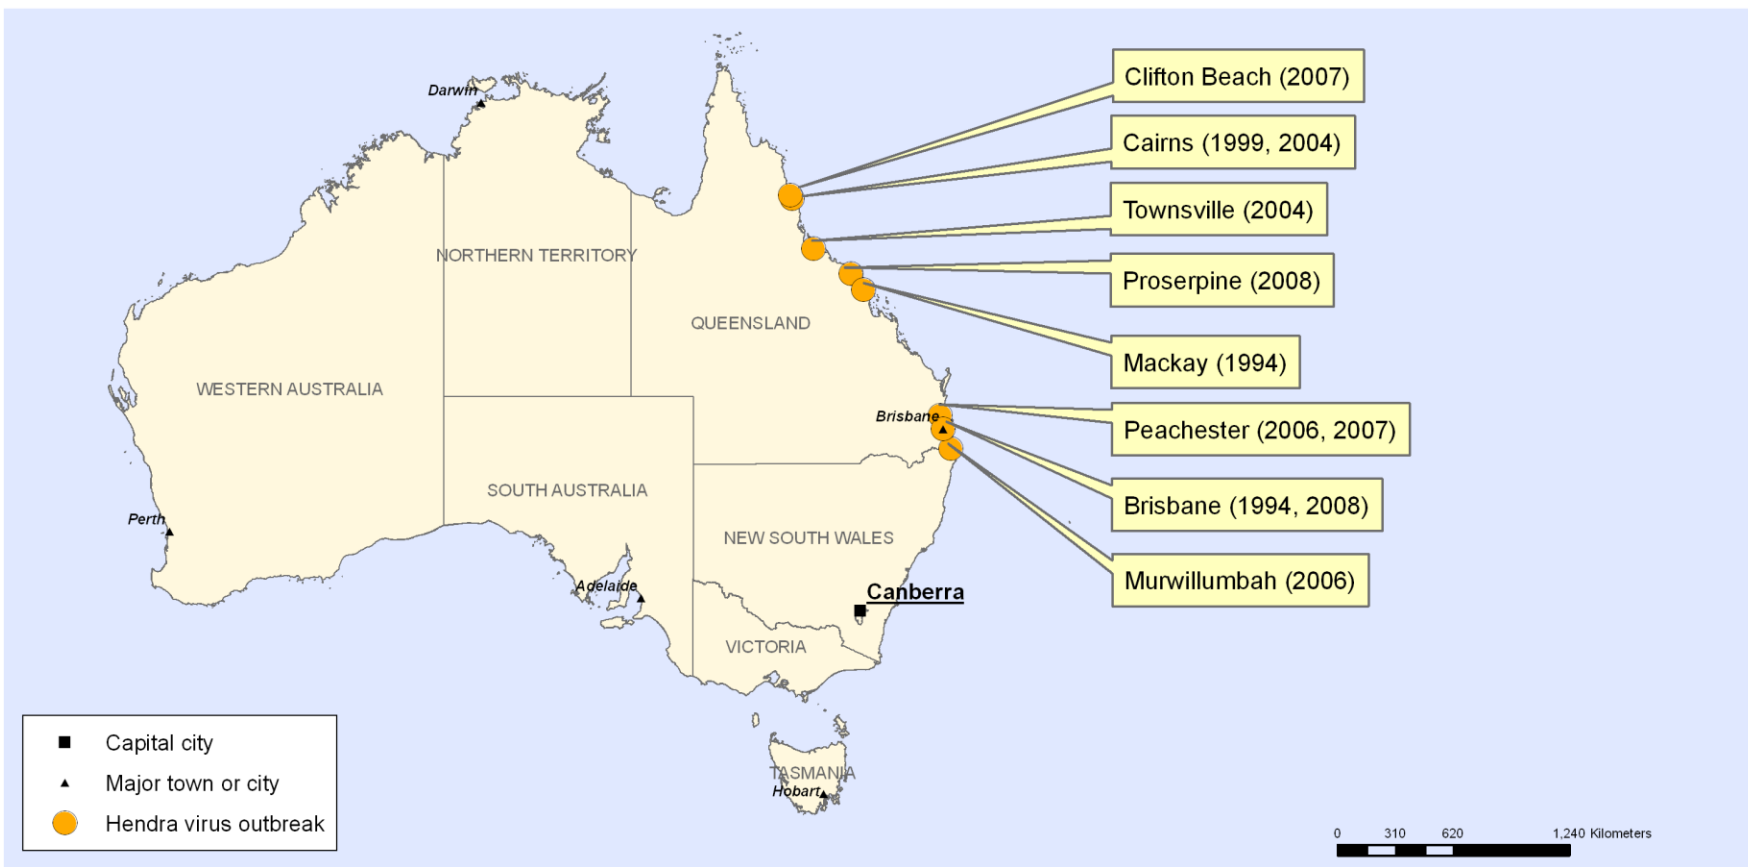 Darwin
Clifton Beach (2007)
Cairns (1999, 2004)
Townsville (2004)
NORTHERN TERRITORY
Proserpine (2008)
QUEENSLAND
Mackay (1994)
WESTERN AUSTRALIA
Brisbane
Peachester (2006, 2007)
SOUTH AUSTRALIA
Brisbane (1994, 2008)
Perth
NEW SOUTH WALES
Adelaide
Canberra
Murwillumbah (2006)
VICTORIA
TASMANIA
Hobart
Capital city
Major town or city
Hendra virus outbreak
0 310 620 1,240 Kilometers